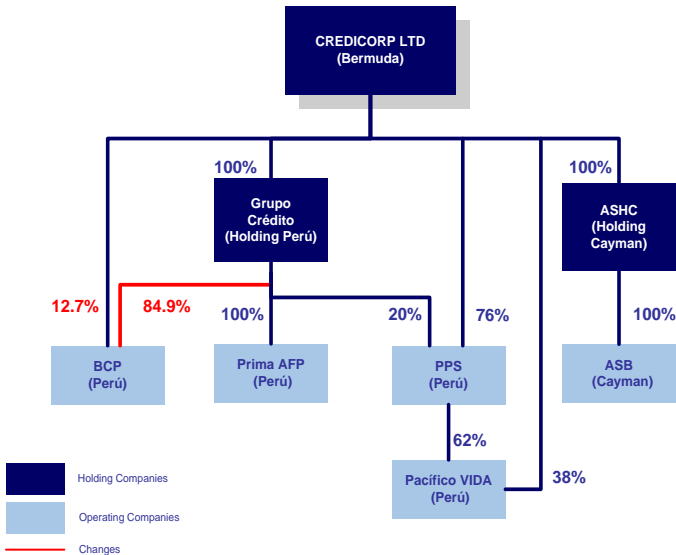 CREDICORP LTD
(Bermuda)
100%
100%
Grupo
Crédito
(Holding Perú)
ASHC
(Holding
Cayman)
12.7%
84.9%
100%
20%
76%
100%
BCP
(Perú)
Prima AFP
(Perú)
PPS
(Perú)
ASB
(Cayman)
62%
Pacífico VIDA
(Perú)
38%
Holding Companies
Operating Companies
Changes